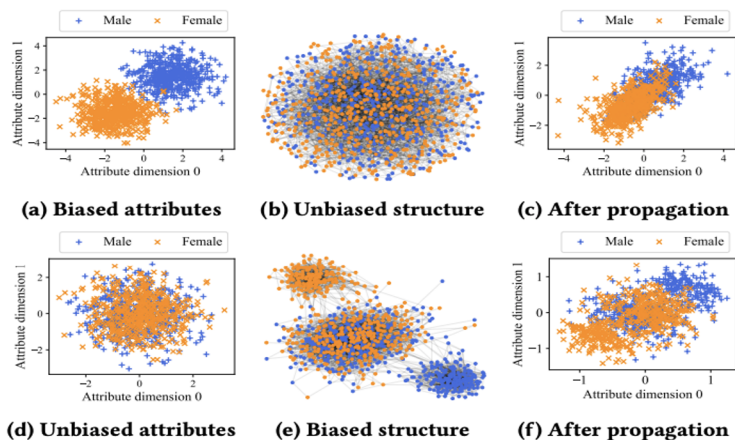 Male Female
Male Female
Attribute dimension 1
4
2
0
−2
−4
−4 −2 0 2 4
Attribute dimension 0
Attribute dimension 1
2
0
−2
−4 −2 0 2 4
Attribute dimension 0
(a) Biased attributes
(b) Unbiased structure
(c) After propagation
Male Female
Male Female
Attribute dimension 1
2
0
−2
−2 0 2
Attribute dimension 0
Attribute dimension 1
1
0
−1
−1 0 1
Attribute dimension 0
(d) Unbiased attributes
(e) Biased structure
(f) After propagation